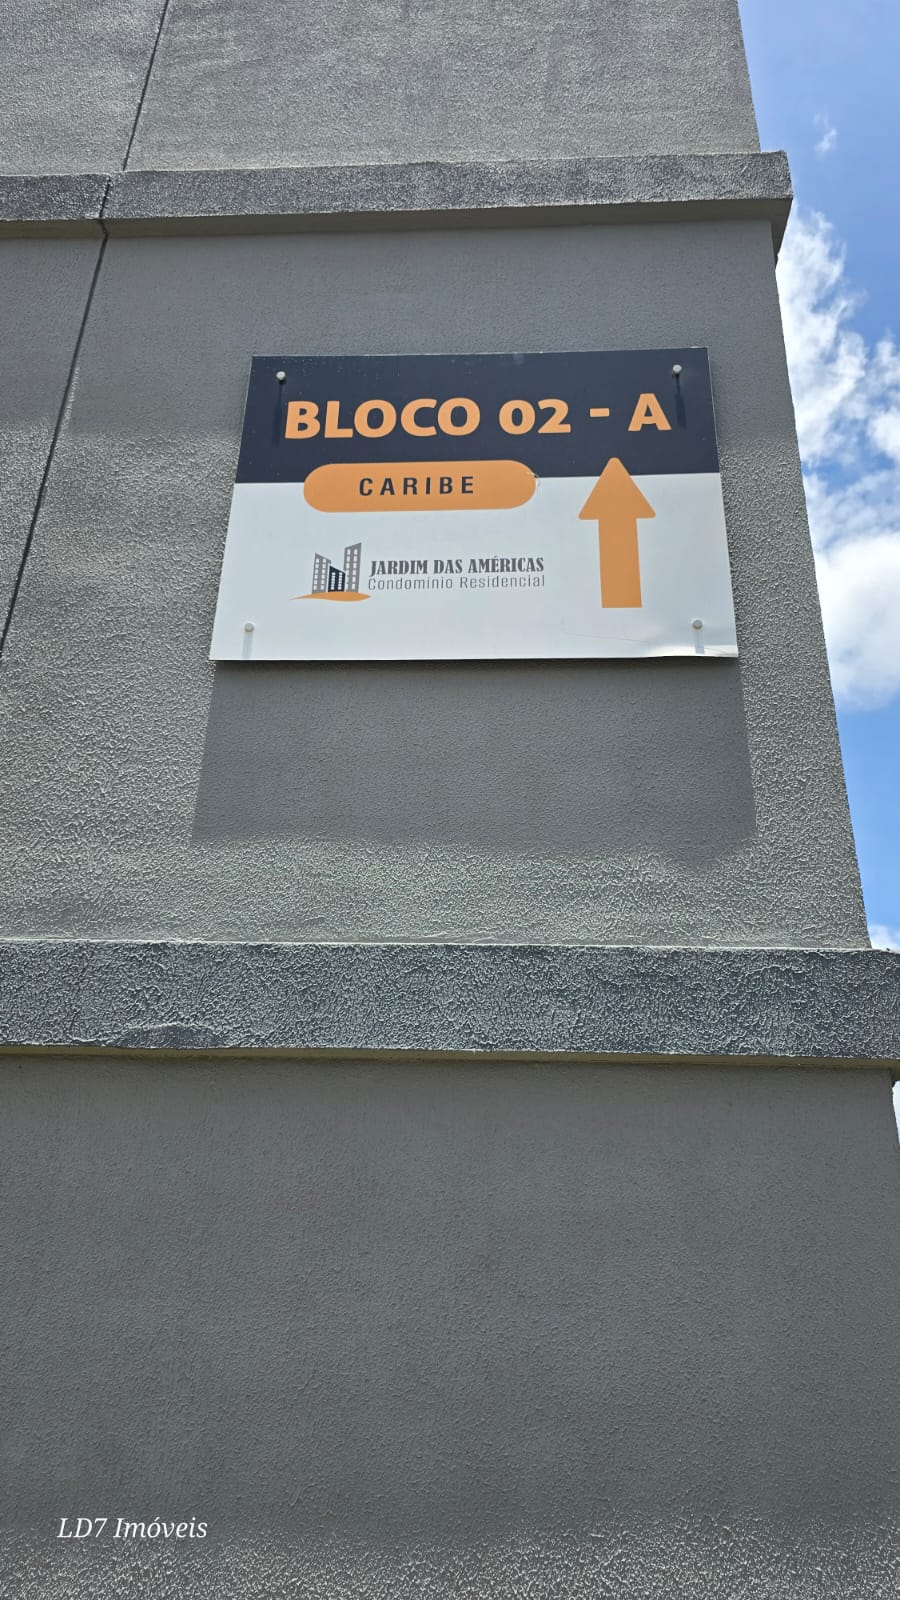 BLOCO 02 - A
CARIBE
JARDIM DAS AMÉRICAS
Condomínio Residencial
LD7 Imóveis